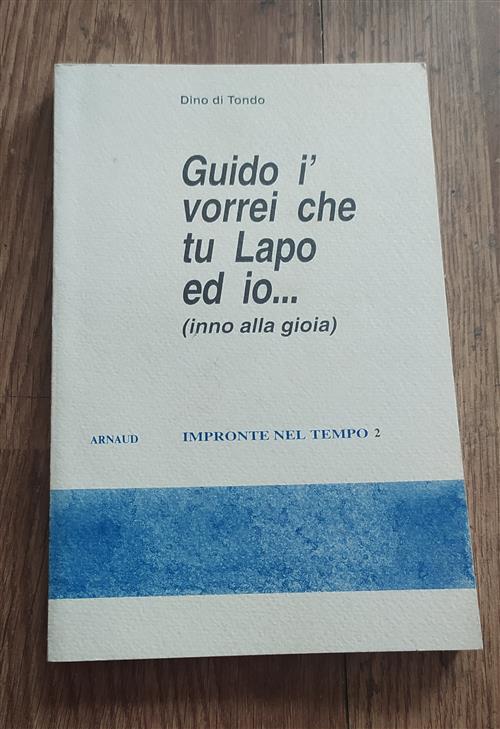 Dino di Tondo
Guido i'
vorrei che
tu Lapo
ed io...
(inno alla gioia)
ARNAUD IMPRONTE NEL TEMPO 2